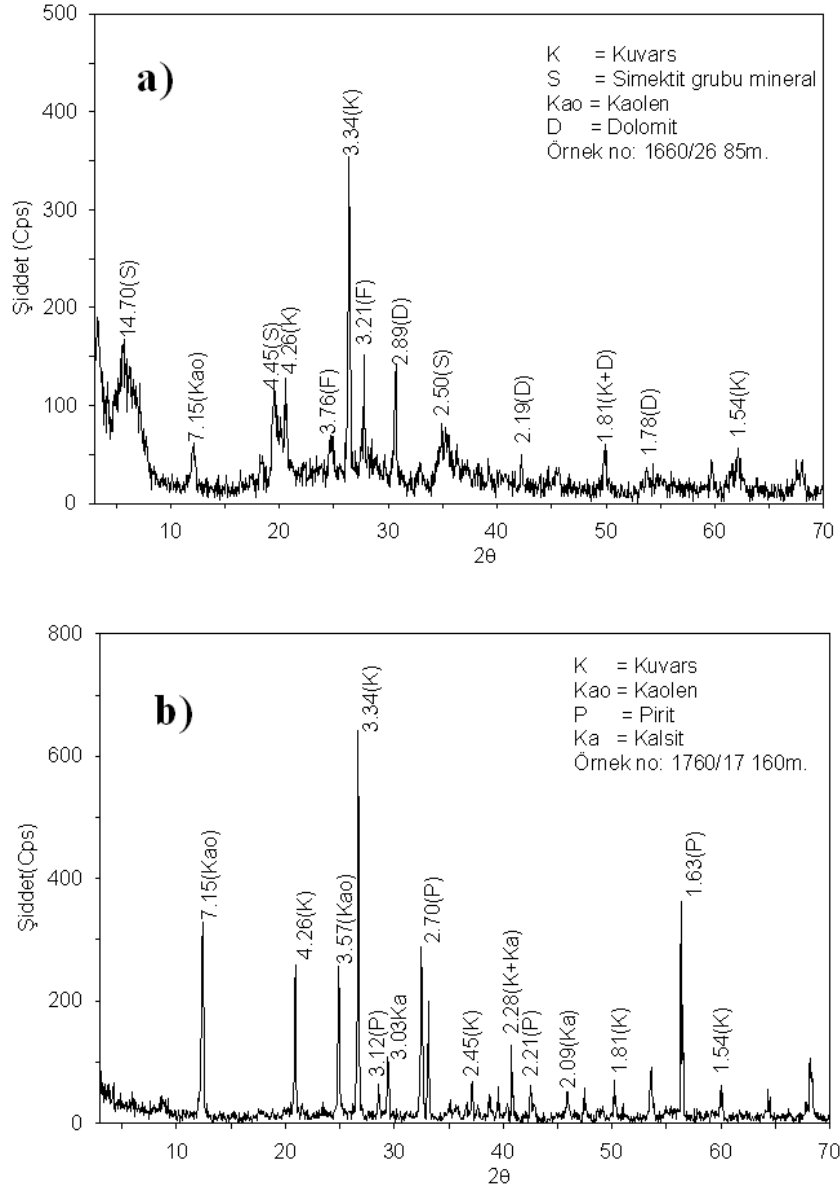 a)
K = Kuvars
S = Simektit grubu mineral
Kao = Kaolen
D = Dolomit
Örnek no: 1660/26 85m.
Şiddet (Cps)
500
400
300
200
100
0
14.70(S)
7.15(Kao)
4.45(S)
4.26(K)
3.76(F)
3.34(K)
3.21(F)
2.89(D)
2.50(S)
2.19(D)
1.81(K+D)
1.78(D)
1.54(K)
10 20 30 40 50 60 70
2θ
b)
K = Kuvars
Kao = Kaolen
P = Pirit
Ka = Kalsit
Örnek no: 1760/17 160m.
Şiddet(Cps)
800
600
400
200
0
7.15(Kao)
4.26(K)
3.57(Kao)
3.34(K)
3.12(P)
3.03Ka
2.70(P)
2.45(K)
2.28(K+Ka)
2.21(P)
2.09(Ka)
1.81(K)
1.63(P)
1.54(K)
10 20 30 40 50 60 70
2θ